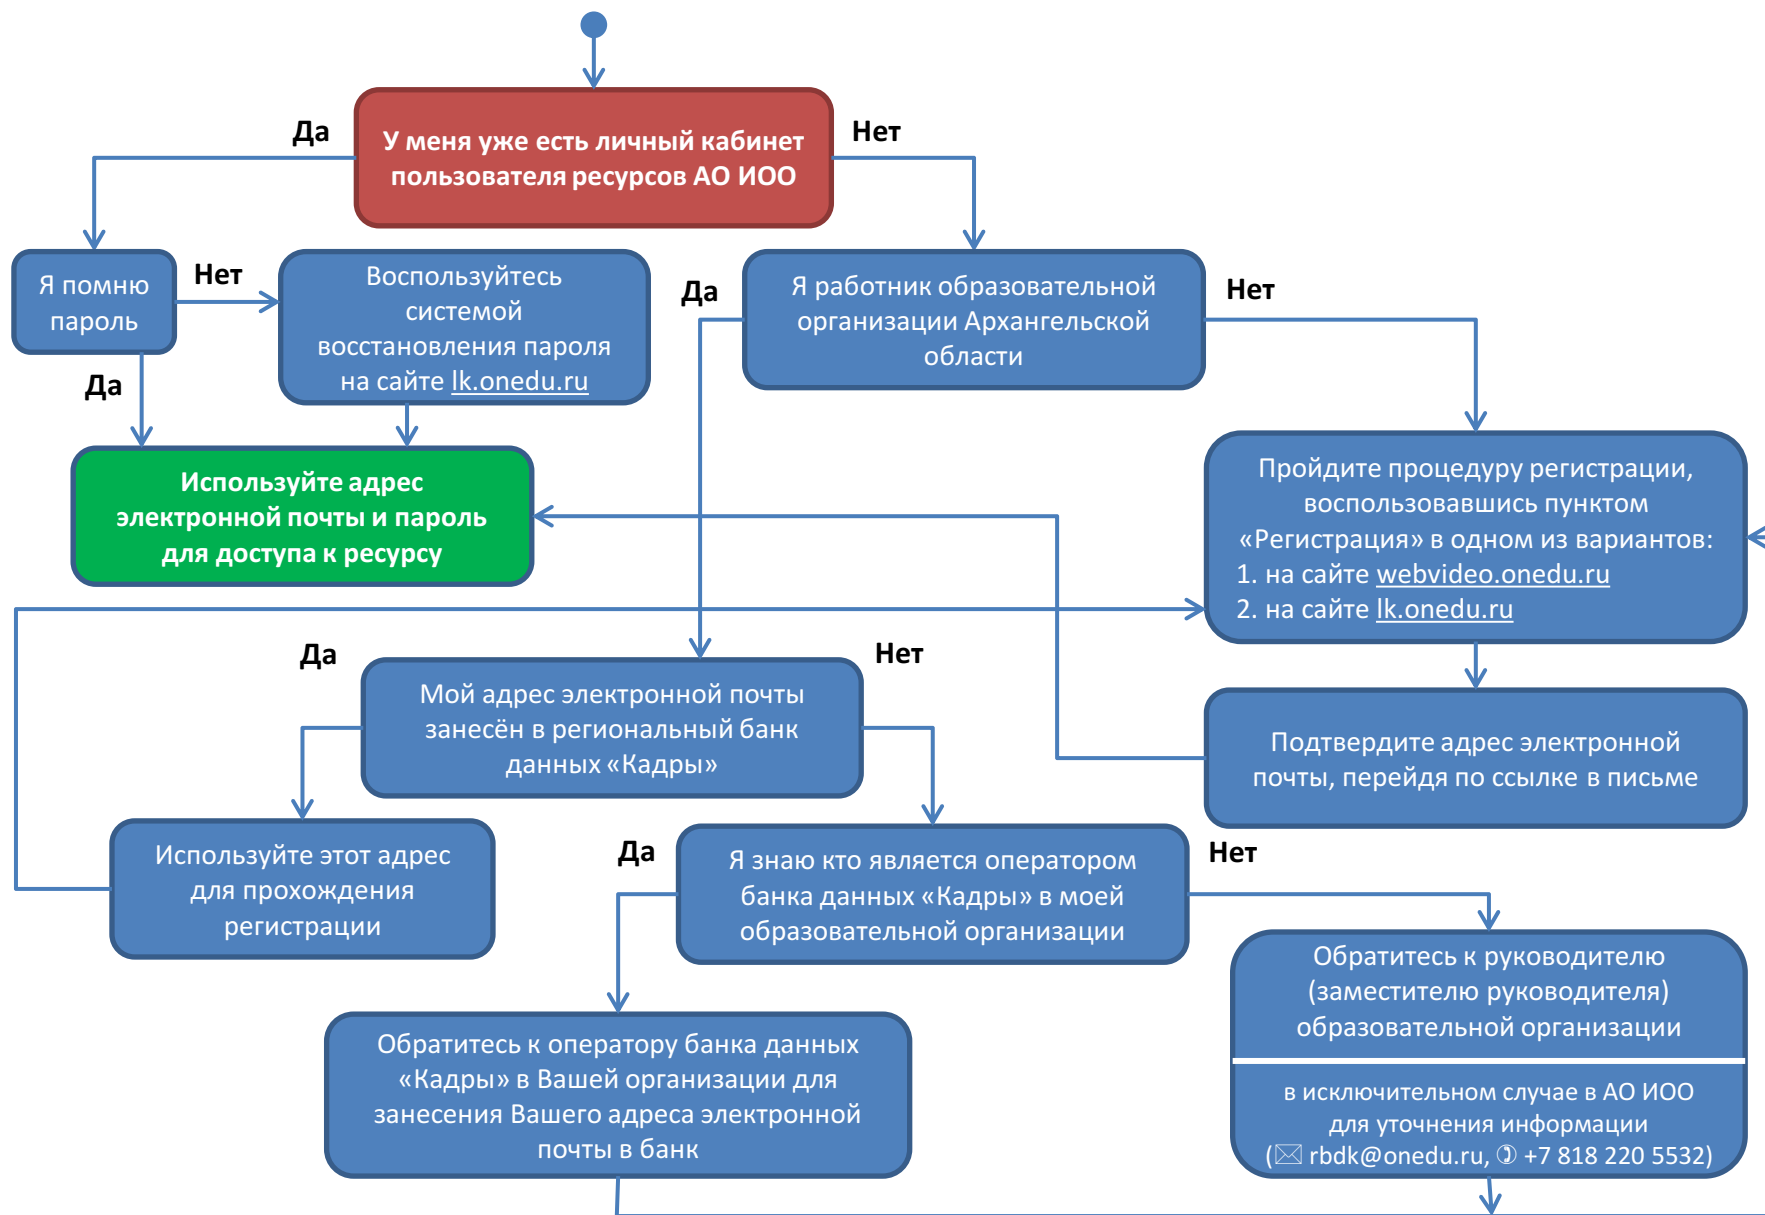 Да
У меня уже есть личный кабинет
пользователя ресурсов АО ИОО
Нет
Я помню
пароль
Нет
Воспользуйтесь
системой
восстановления пароля
на сайте lk.onedu.ru
Да
Я работник образовательной
организации Архангельской
области
Нет
Да
Используйте адрес
электронной почты и пароль
для доступа к ресурсу
Пройдите процедуру регистрации,
воспользовавшись пунктом
«Регистрация» в одном из вариантов:
1. на сайте webvideo.onedu.ru
2. на сайте lk.onedu.ru
Да
Мой адрес электронной почты
занесён в региональный банк
данных «Кадры»
Нет
Подтвердите адрес электронной
почты, перейдя по ссылке в письме
Используйте этот адрес
для прохождения
регистрации
Да
Я знаю кто является оператором
банка данных «Кадры» в моей
образовательной организации
Нет
Обратитесь к оператору банка данных
«Кадры» в Вашей организации для
занесения Вашего адреса электронной
почты в банк
Обратитесь к руководителю
(заместителю руководителя)
образовательной организации
в исключительном случае в АО ИОО
для уточнения информации
(🖂 rbdk@onedu.ru, ✆ +7 818 220 5532)